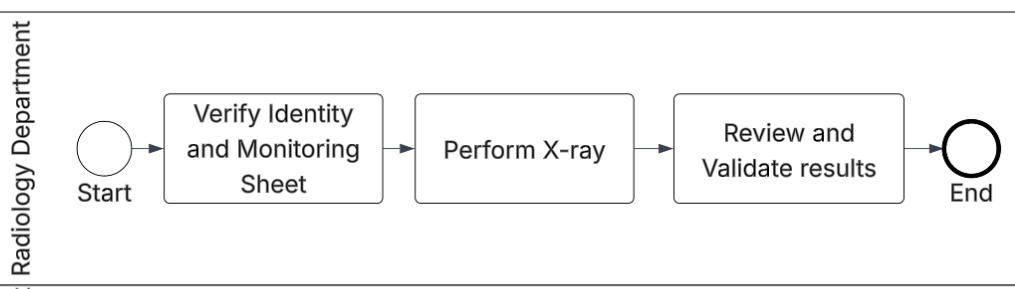 Radiology Department
Start
Verify Identity
and Monitoring
Sheet
Perform X-ray
Review and
Validate results
End